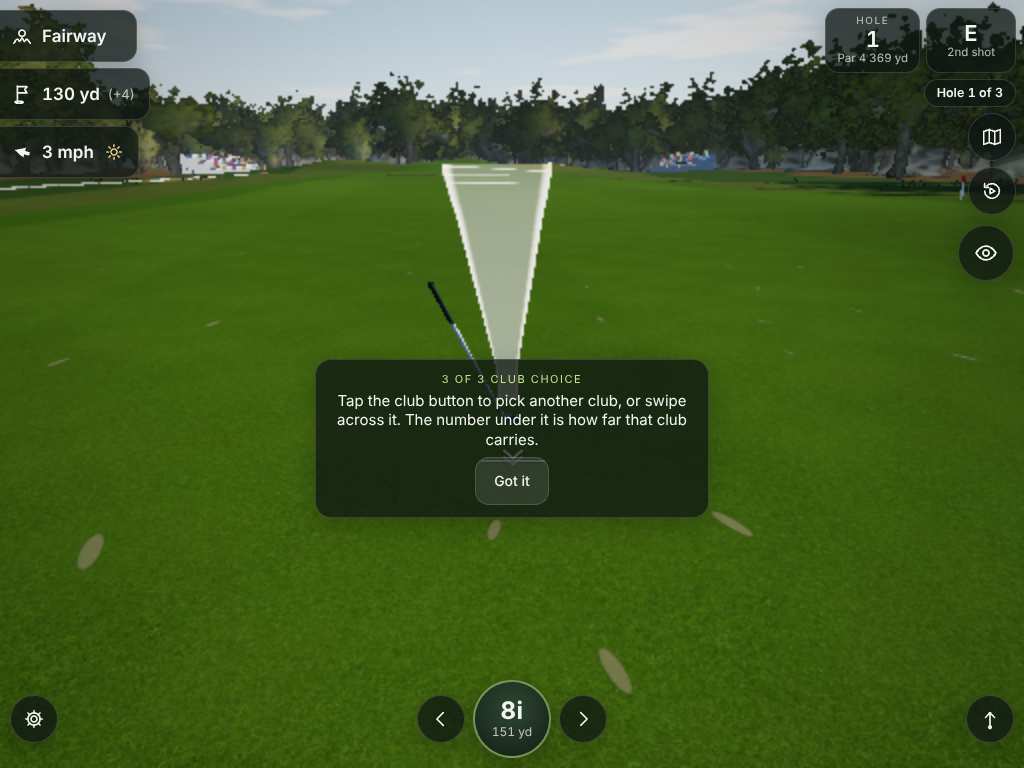 Fairway
130 yd (+4)
3 mph
HOLE
1
Par 4 369 yd
E
2nd shot
Hole 1 of 3
3 OF 3 CLUB CHOICE
Tap the club button to pick another club, or swipe
across it. The number under it is how far that club
carries.
Got it
8i
151 yd